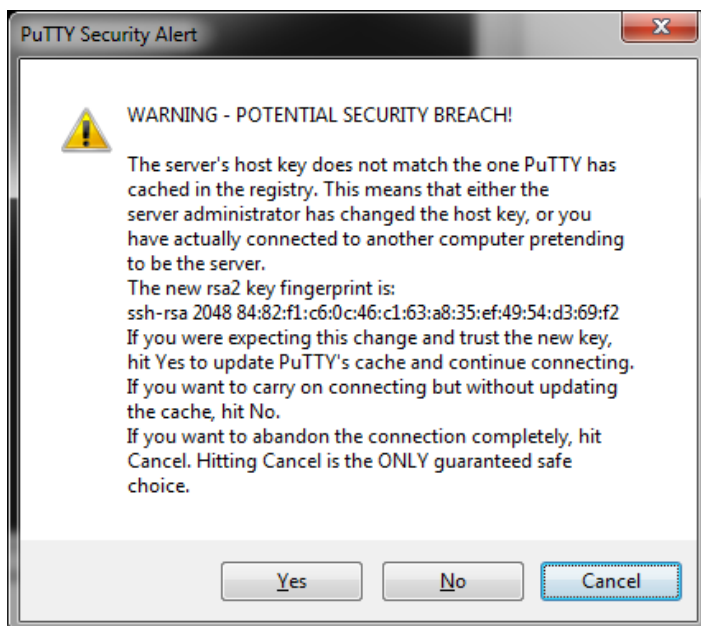 PuTTY Security Alert
WARNING - POTENTIAL SECURITY BREACH!
The server's host key does not match the one PuTTY has
cached in the registry. This means that either the
server administrator has changed the host key, or you
have actually connected to another computer pretending
to be the server.
The new rsa2 key fingerprint is:
ssh-rsa 2048 84:82:f1:c6:0c:46:c1:63:a8:35:ef:49:54:d3:69:f2
If you were expecting this change and trust the new key,
hit Yes to update PuTTY's cache and continue connecting.
If you want to carry on connecting but without updating
the cache, hit No.
If you want to abandon the connection completely, hit
Cancel. Hitting Cancel is the ONLY guaranteed safe
choice.
Yes No Cancel